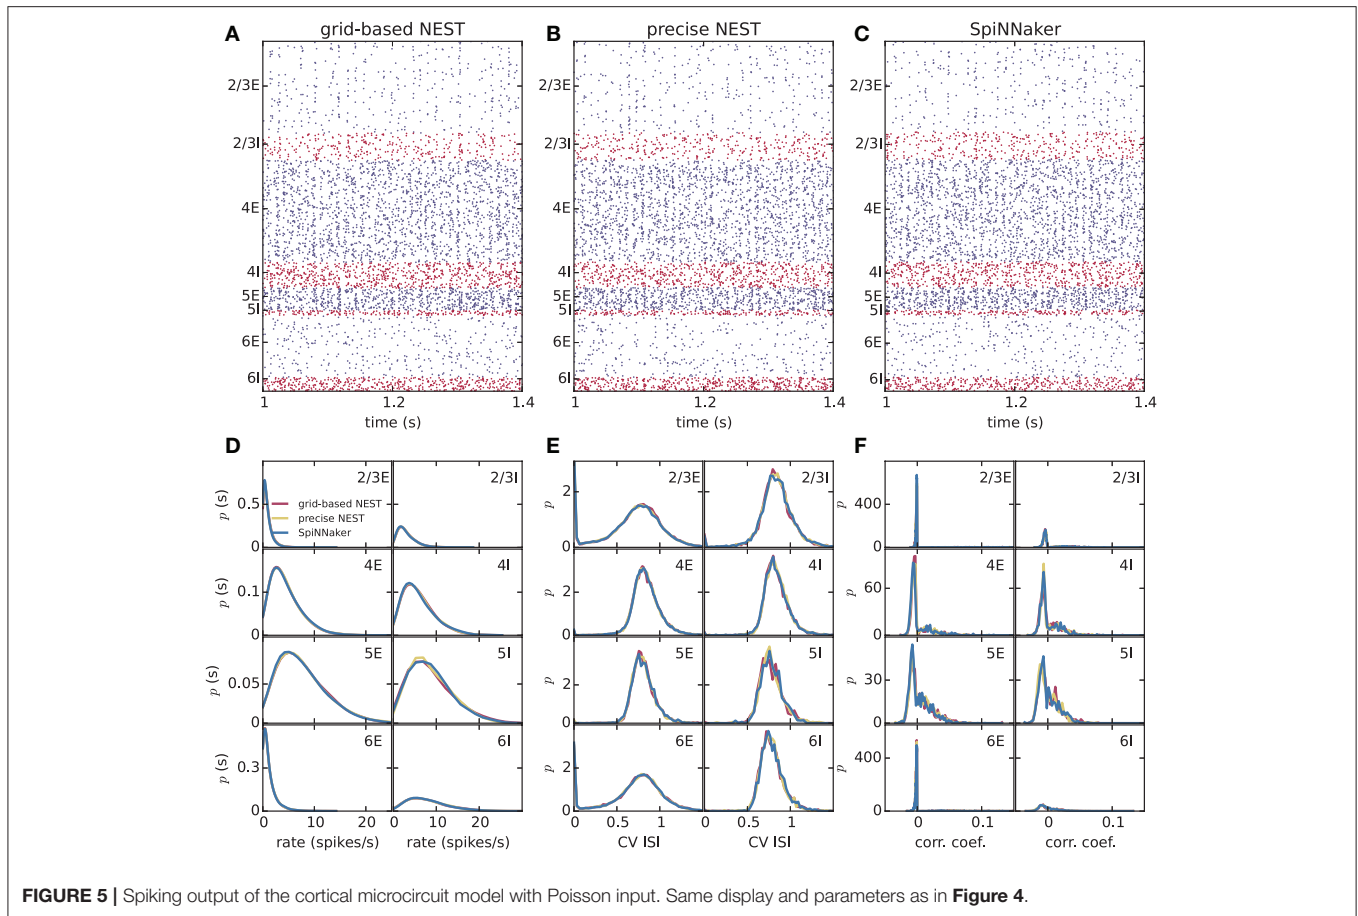 A grid-based NEST
B precise NEST
C SpiNNaker
2/3E
2/3I
4E
4I
5E
5I
6E
6I
1 1.2 1.4
time (s)
2/3E
2/3I
4E
4I
5E
5I
6E
6I
1 1.2 1.4
time (s)
2/3E
2/3I
4E
4I
5E
5I
6E
6I
1 1.2 1.4
time (s)
D
2/3E 2/3I
p (s)
0.5
grid-based NEST
precise NEST
SpiNNaker
0
4E 4I
p (s)
0.1
0
5E 5I
p (s)
0.05
0
6E 6I
p (s)
0.3
0
0 10 20 0 10 20
rate (spikes/s) rate (spikes/s)
E
2/3E 2/3I
p
2
0
4E 4I
p
2
0
5E 5I
p
2
0
6E 6I
p
2
0
0 0.5 1 0 0.5 1
CV ISI CV ISI
F
2/3E 2/3I
p
400
0
4E 4I
p
60
0
5E 5I
p
30
0
6E 6I
p
400
0
0 0.1 0 0.1
corr. coef. corr. coef.
FIGURE 5 | Spiking output of the cortical microcircuit model with Poisson input. Same display and parameters as in Figure 4.